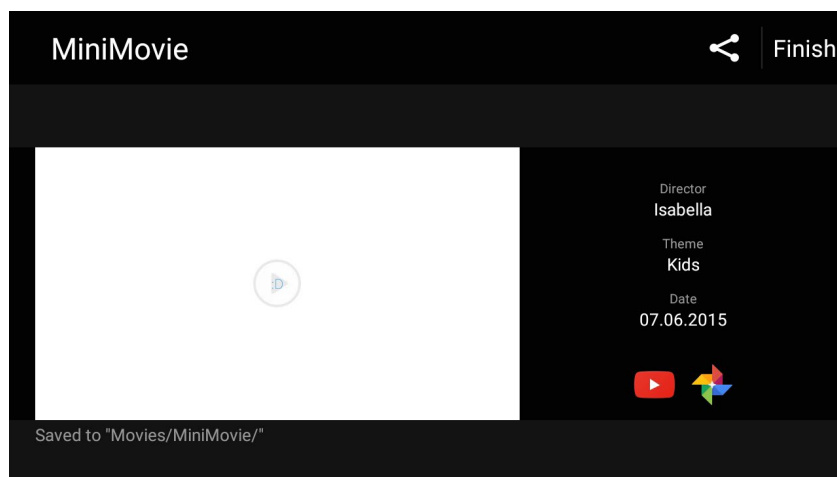 MiniMovie
Finish
:D
Director
Isabella
Theme
Kids
Date
07.06.2015
Saved to "Movies/MiniMovie/"